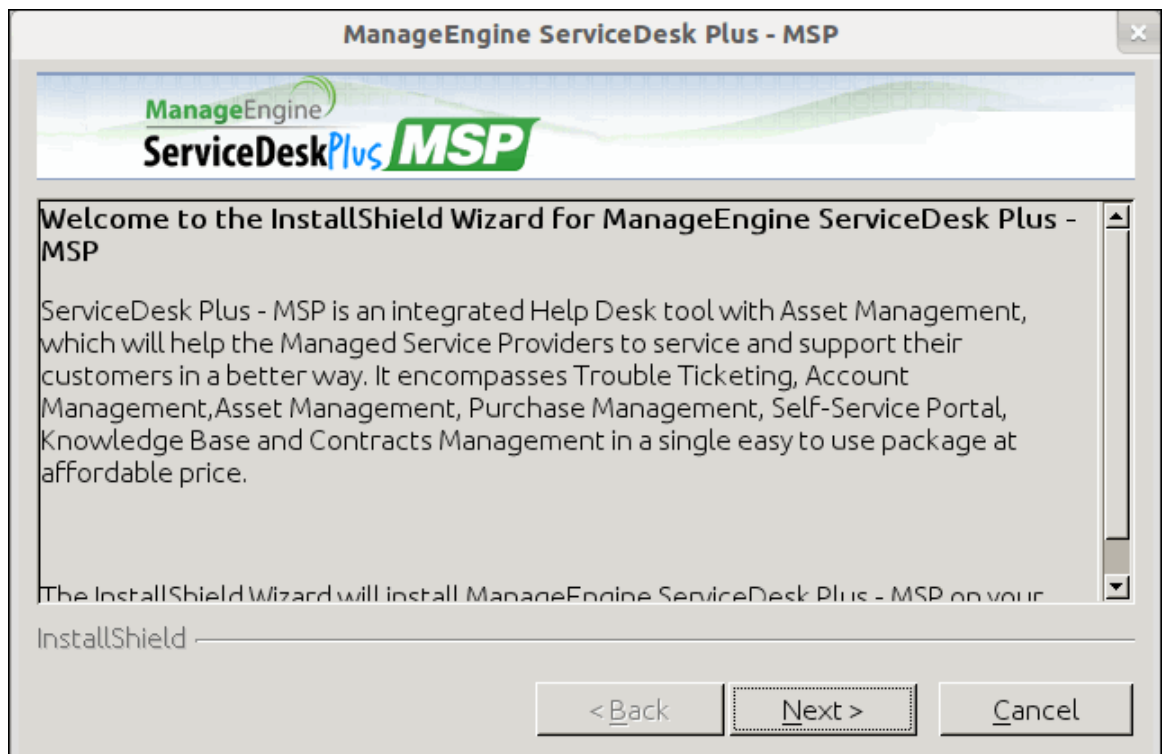 ManageEngine ServiceDesk Plus - MSP
ManageEngine
ServiceDesk Plus MSP
Welcome to the InstallShield Wizard for ManageEngine ServiceDesk Plus -
MSP
ServiceDesk Plus - MSP is an integrated Help Desk tool with Asset Management,
which will help the Managed Service Providers to service and support their
customers in a better way. It encompasses Trouble Ticketing, Account
Management,Asset Management, Purchase Management, Self-Service Portal,
Knowledge Base and Contracts Management in a single easy to use package at
affordable price.
The InstallShield Wizard will install ManageEngine ServiceDesk Plus - MSP on your
InstallShield
< Back
Next >
Cancel